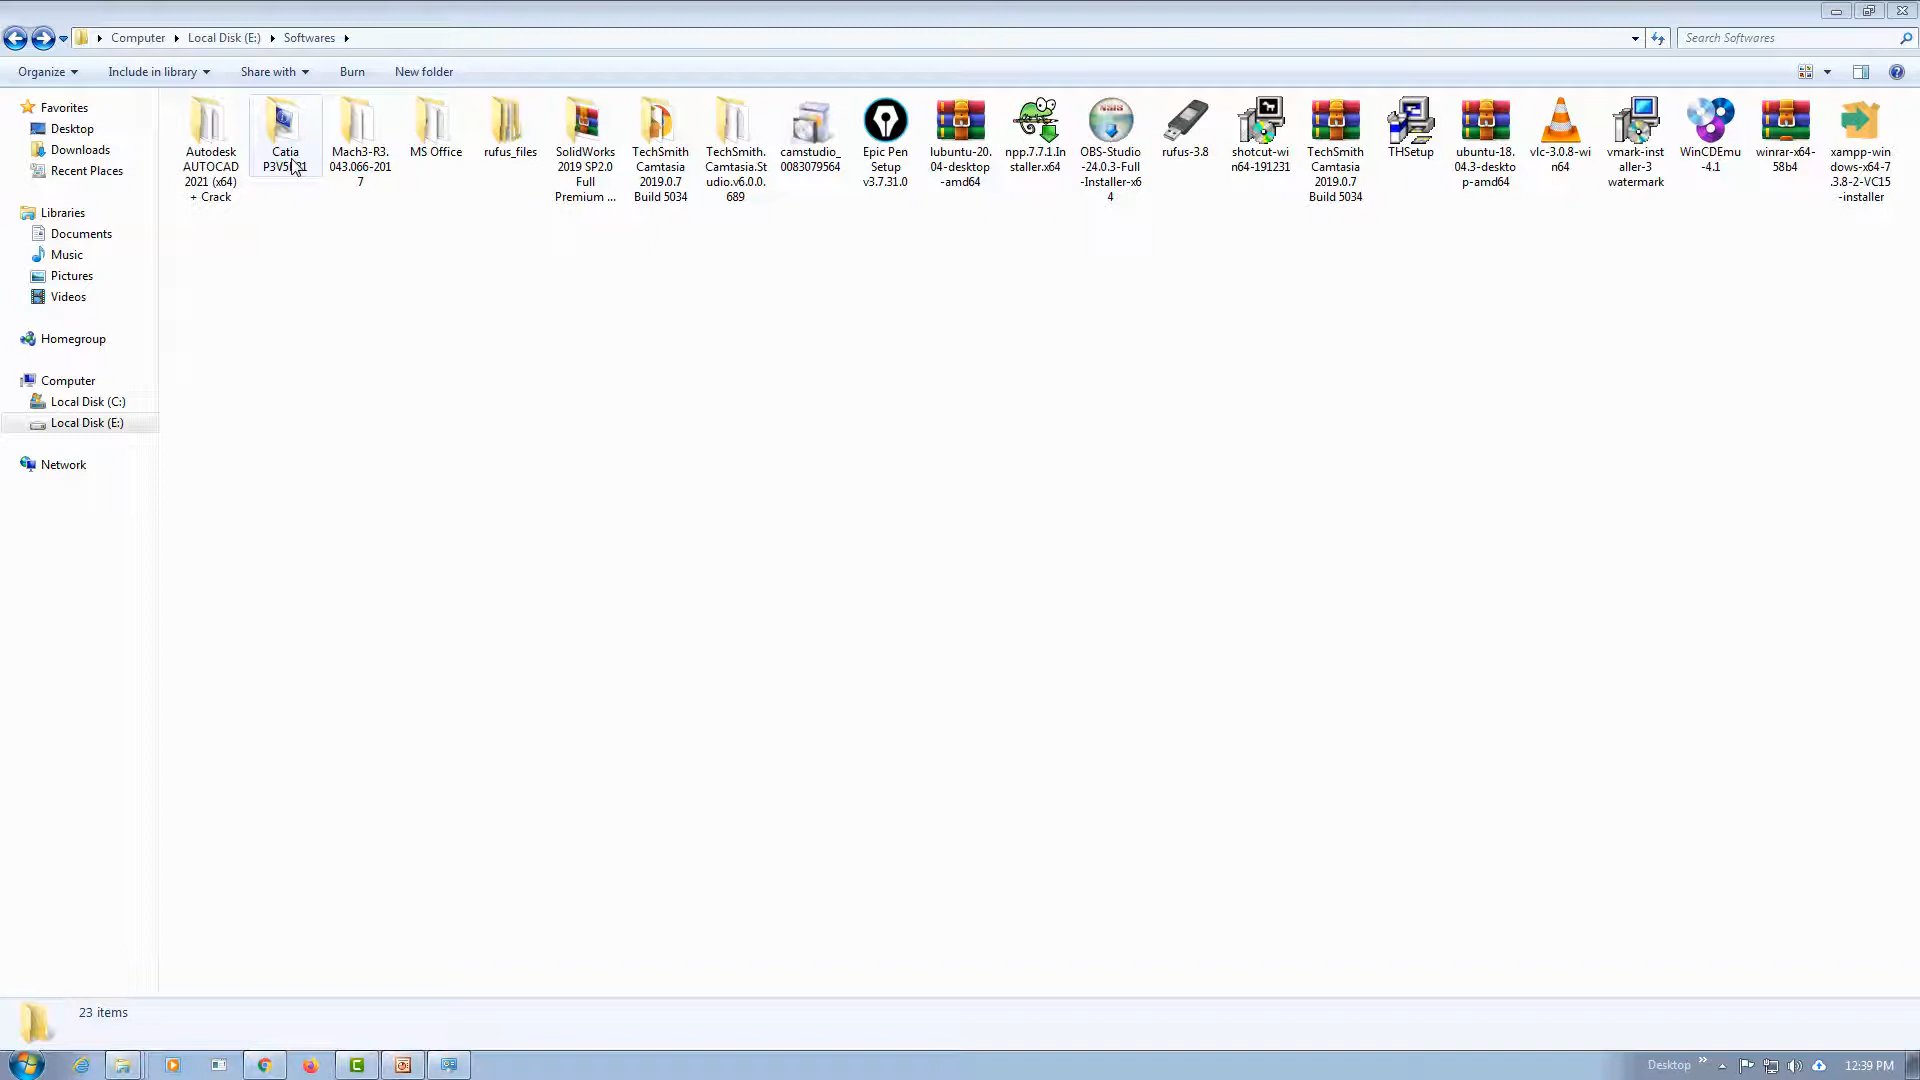 Computer
Local Disk (E:)
Softwares
Search Softwares
Organize
Include in library
Share with
Burn
New folder
Favorites
Desktop
Downloads
Recent Places
Libraries
Documents
Music
Pictures
Videos
Homegroup
Computer
Local Disk (C:)
Local Disk (E:)
Network
Autodesk
AUTOCAD
2021 (x64)
+ Crack
Catia
Mach3-R3.
043.066-201
7
MS Office
rufus_files
SolidWorks
2019 SP2.0
Full
Premium ...
TechSmith
Camtasia
2019.0.7
Build 5034
TechSmith.
Camtasia.St
udio.v6.0.0.
689
camstudio_
0083079564
Epic Pen
Setup
v3.7.31.0
lubuntu-20.
04-desktop
-amd64
npp.7.7.1.In
staller.x64
OBS-Studio
-24.0.3-Full
-Installer-x6
4
rufus-3.8
shotcut-wi
n64-191231
TechSmith
Camtasia
2019.0.7
Build 5034
THSetup
ubuntu-18.
04.3-deskto
p-amd64
vlc-3.0.8-wi
n64
vmark-inst
aller-3
watermark
WinCDEmu
-4.1
winrar-x64-
58b4
xampp-win
dows-x64-7
.3.8-2-VC15
-installer
23 items
Desktop
12:39 PM